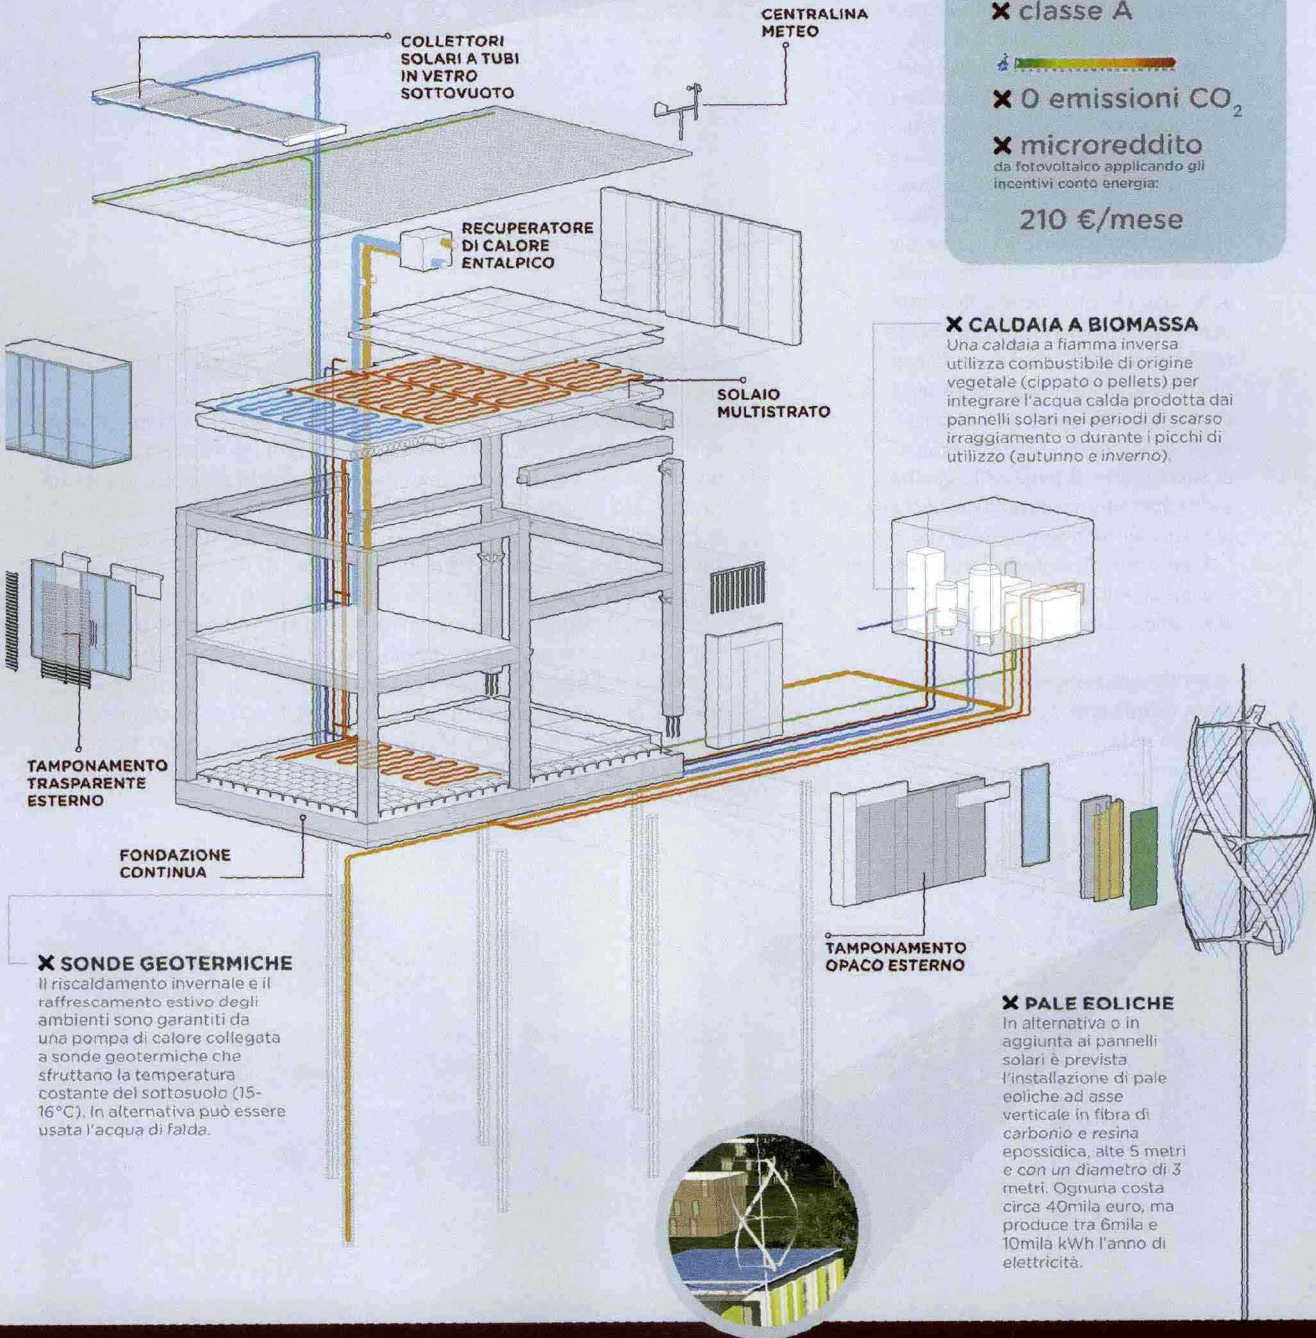 COLLETTORI
SOLARI A TUBI
IN VETRO
SOTTOVUOTO
CENTRALINA
METEO
✗ classe A
✗ 0 emissioni CO₂
✗ microreddito
da fotovoltaico applicando gli
incentivi conto energia:
210 €/mese
RECUPERATORE
DI CALORE
ENTALPICO
SOLAIO
MULTISTRATO
✗ CALDAIA A BIOMASSA
Una caldaia a fiamma inversa
utilizza combustibile di origine
vegetale (cippato o pellets) per
integrare l'acqua calda prodotta dai
pannelli solari nei periodi di scarso
irraggiamento o durante i picchi di
utilizzo (autunno e inverno).
TAMPONAMENTO
TRASPARENTE
ESTERNO
FONDAZIONE
CONTINUA
TAMPONAMENTO
OPACO ESTERNO
✗ SONDE GEOTERMICHE
Il riscaldamento invernale e il
raffrescamento estivo degli
ambienti sono garantiti da
una pompa di calore collegata
a sonde geotermiche che
sfruttano la temperatura
costante del sottosuolo (15-
16°C). In alternativa può essere
usata l'acqua di falda.
✗ PALE EOLICHE
In alternativa o in
aggiunta ai pannelli
solari è prevista
l'installazione di pale
eoliche ad asse
verticale in fibra di
carbonio e resina
epossidica, alte 5 metri
e con un diametro di 3
metri. Ognuna costa
circa 40mila euro, ma
produce tra 6mila e
10mila kWh l'anno di
elettricità.